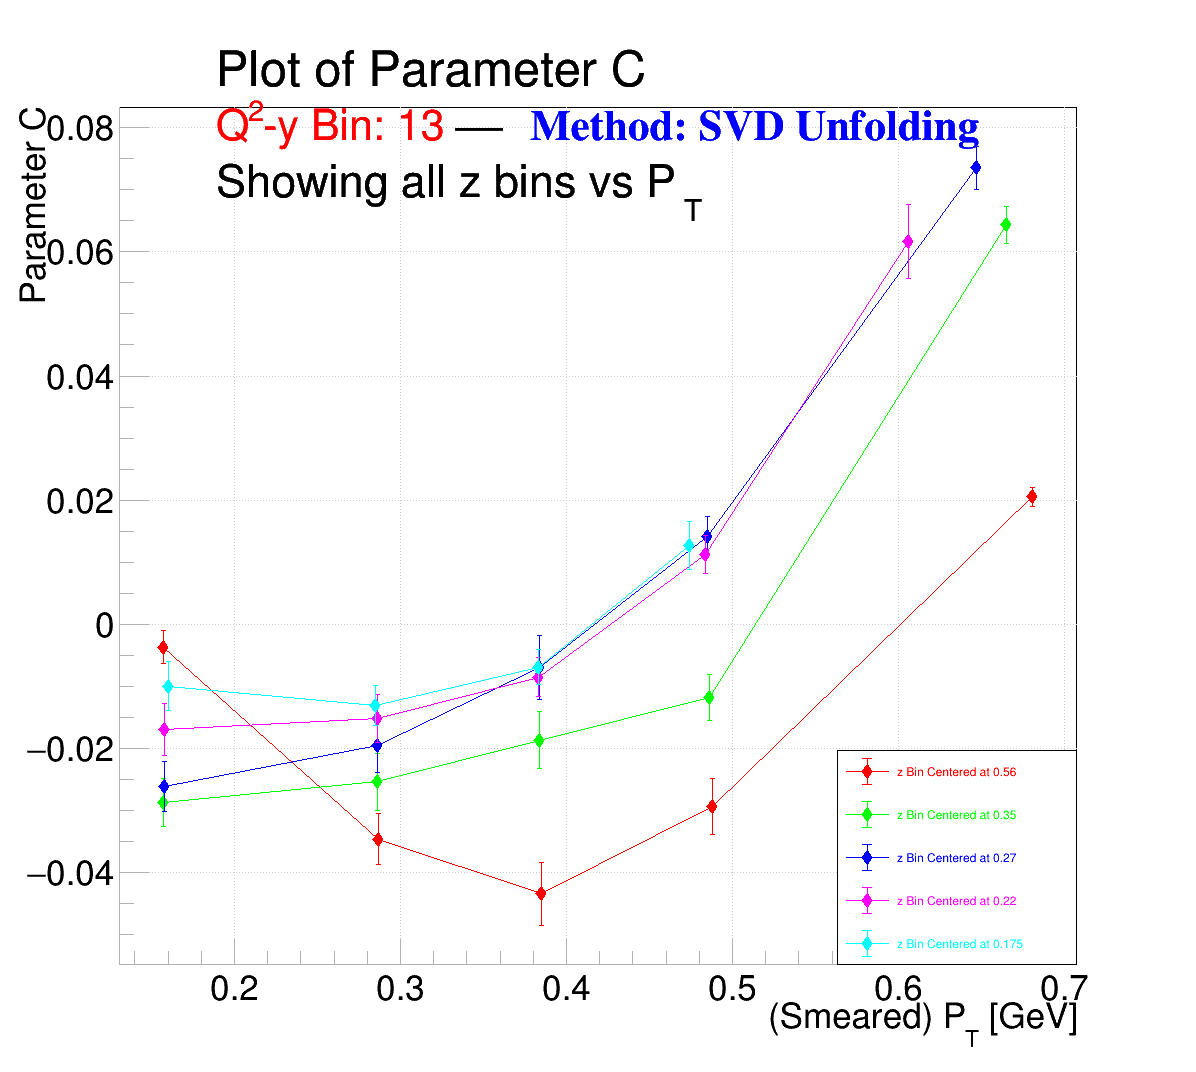 Plot of Parameter C
Q²-y Bin: 13 — Method: SVD Unfolding
Showing all z bins vs P_T
Parameter C
0.08
0.06
0.04
0.02
0
−0.02
−0.04
z Bin Centered at 0.56
z Bin Centered at 0.35
z Bin Centered at 0.27
z Bin Centered at 0.22
z Bin Centered at 0.175
0.2 0.3 0.4 0.5 0.6 0.7
(Smeared) P_T [GeV]